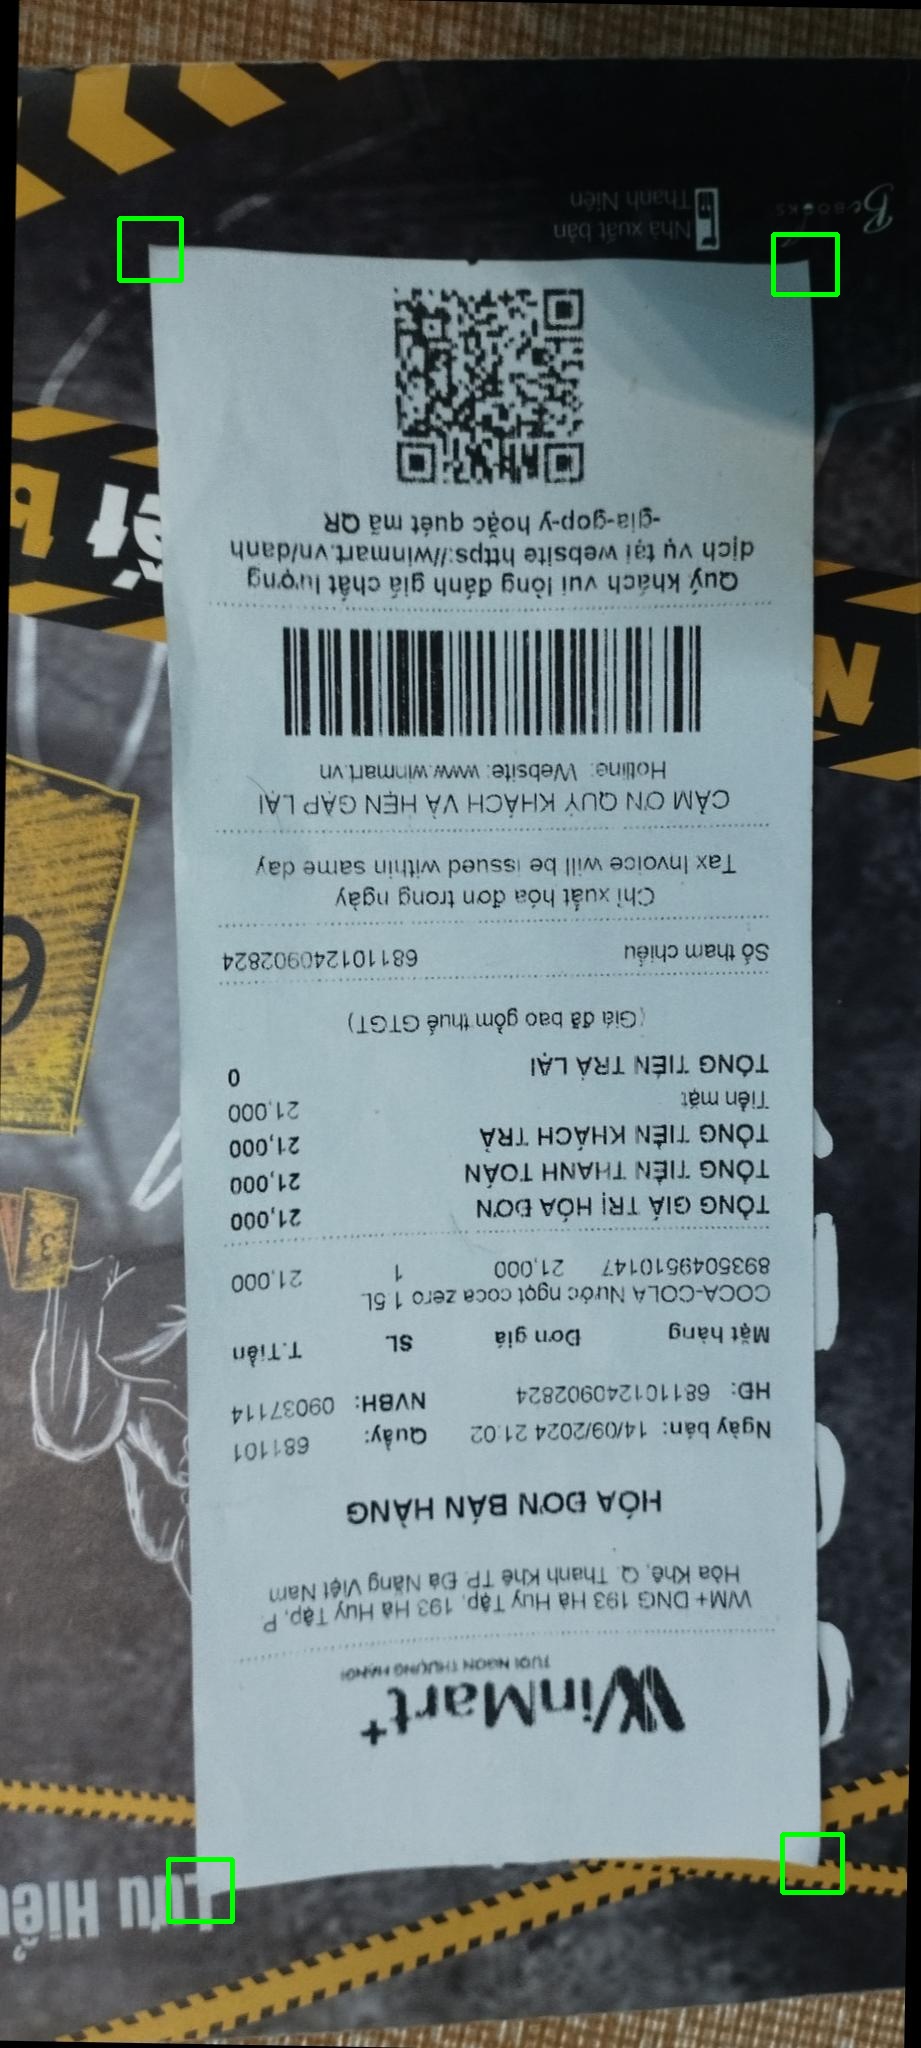 WinMart+
TƯƠI NGON THƯỢNG HẠNG
WM+ DNG 193 Hà Huy Tập, 193 Hà Huy Tập, P.
Hòa Khê, Q. Thanh Khê TP. Đà Nẵng Việt Nam
HÓA ĐƠN BÁN HÀNG
Ngày bán: 14/09/2024 21:02 Quầy: 681101
HĐ: 681101240902824 NVBH: 09037114
Mặt hàng Đơn giá SL T.Tiền
COCA-COLA Nước ngọt coca zero 1.5L
8935049510147 21,000 1 21,000
TỔNG GIÁ TRỊ HÓA ĐƠN 21,000
TỔNG TIỀN THANH TOÁN 21,000
TỔNG TIỀN KHÁCH TRẢ 21,000
Tiền mặt 21,000
TỔNG TIỀN TRẢ LẠI 0
(Giá đã bao gồm thuế GTGT)
Số tham chiếu 681101240902824
Chỉ xuất hóa đơn trong ngày
Tax Invoice will be issued within same day
CẢM ƠN QUÝ KHÁCH VÀ HẸN GẶP LẠI
Hotline: Website: www.winmart.vn
Quý khách vui lòng đánh giá chất lượng
dịch vụ tại website https://winmart.vn/danh
-gia-gop-y hoặc quét mã QR
Nhà xuất bản
Thanh Niên
BOOKS
Lưu Hiểu
3